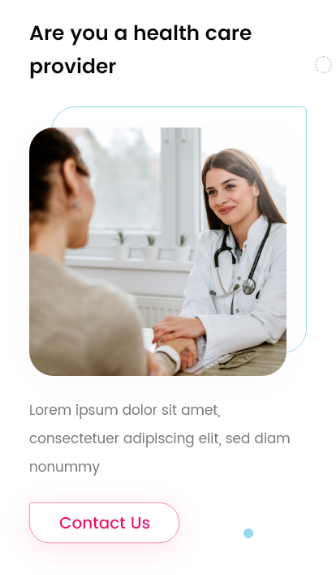 Are you a health care
provider
Lorem ipsum dolor sit amet,
consectetuer adipiscing elit, sed diam
nonummy
Contact Us